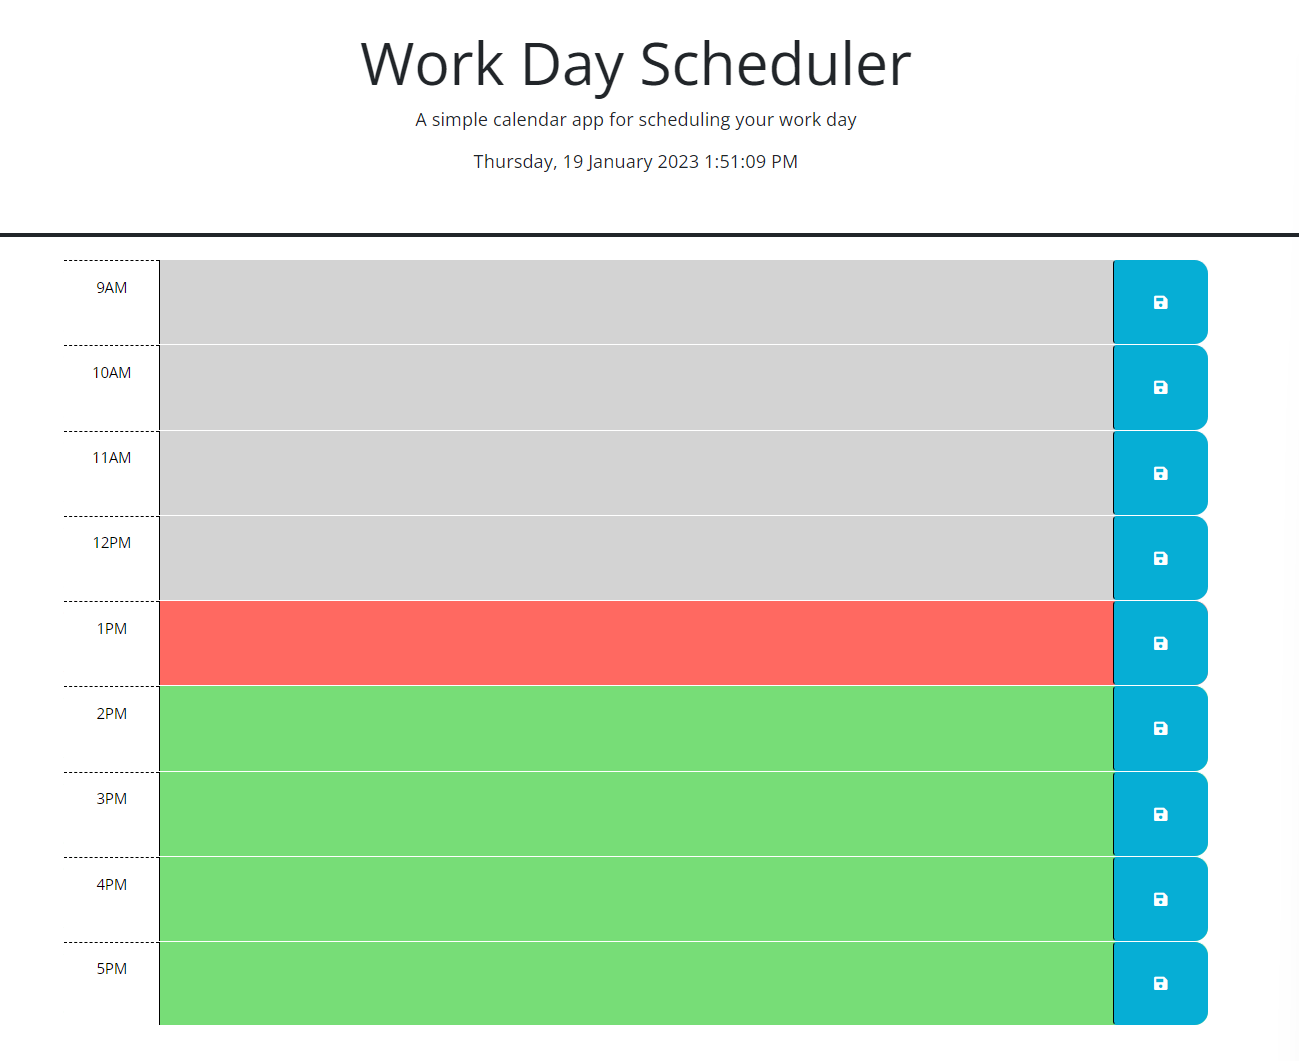 Work Day Scheduler
A simple calendar app for scheduling your work day
Thursday, 19 January 2023 1:51:09 PM
9AM
10AM
11AM
12PM
1PM
2PM
3PM
4PM
5PM